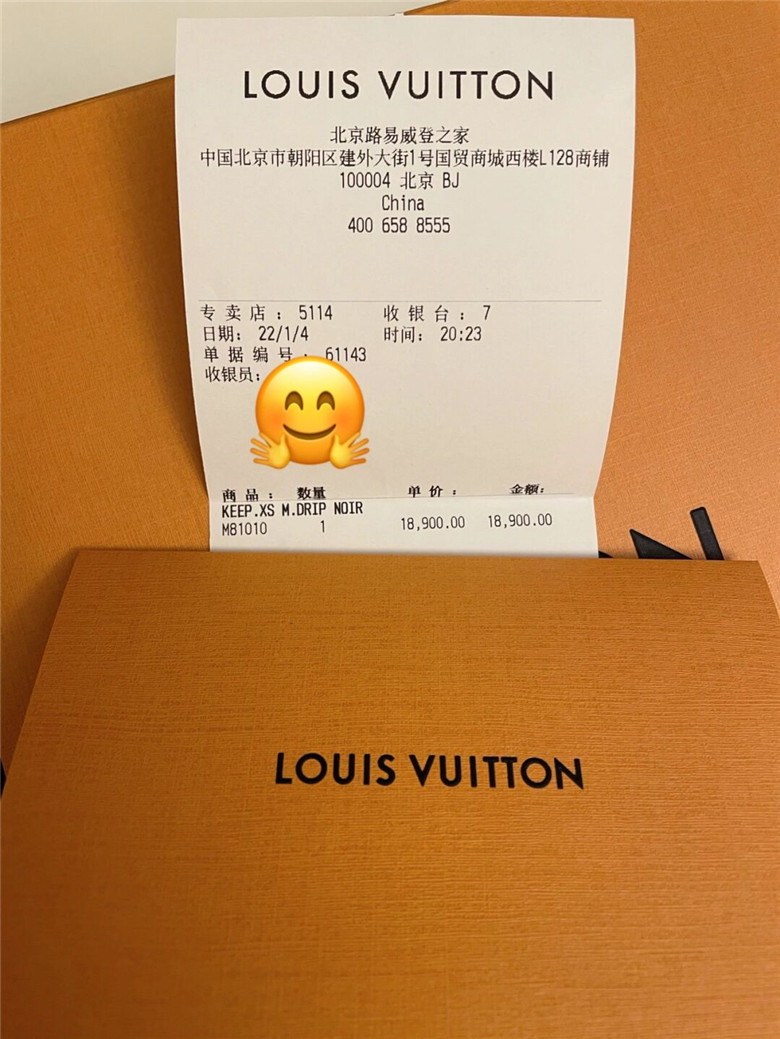 LOUIS VUITTON
北京路易威登之家
中国北京市朝阳区建外大街1号国贸商城西楼L128商铺
100004 北京 BJ
China
400 658 8555
专 卖 店 : 5114 收 银 台 : 7
日期: 22/1/4 时间: 20:23
单 据 编 号 : 61143
收银员:
商 品 : 数量 单 价 : 金额:
KEEP.XS M.DRIP NOIR
M81010 1 18,900.00 18,900.00
LOUIS VUITTON